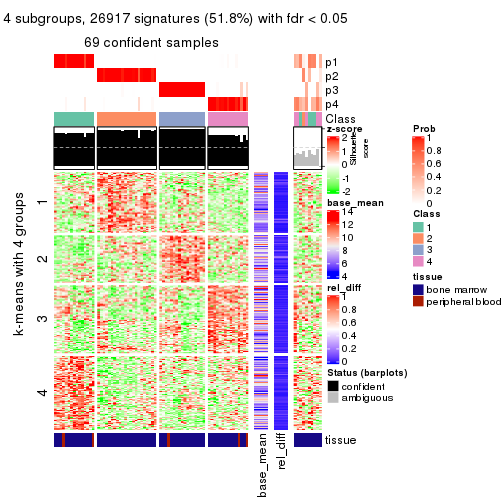 4 subgroups, 26917 signatures (51.8%) with fdr < 0.05
69 confident samples
p1
p2
p3
p4
Class
Silhouette
score
k-means with 4 groups
1
2
3
4
tissue
base_mean
rel_diff
z-score
2
1
0
-1
-2
base_mean
14
12
10
8
6
4
rel_diff
1
0.8
0.6
0.4
0.2
0
Status (barplots)
confident
ambiguous
Prob
1
0.8
0.6
0.4
0.2
0
Class
1
2
3
4
tissue
bone marrow
peripheral blood